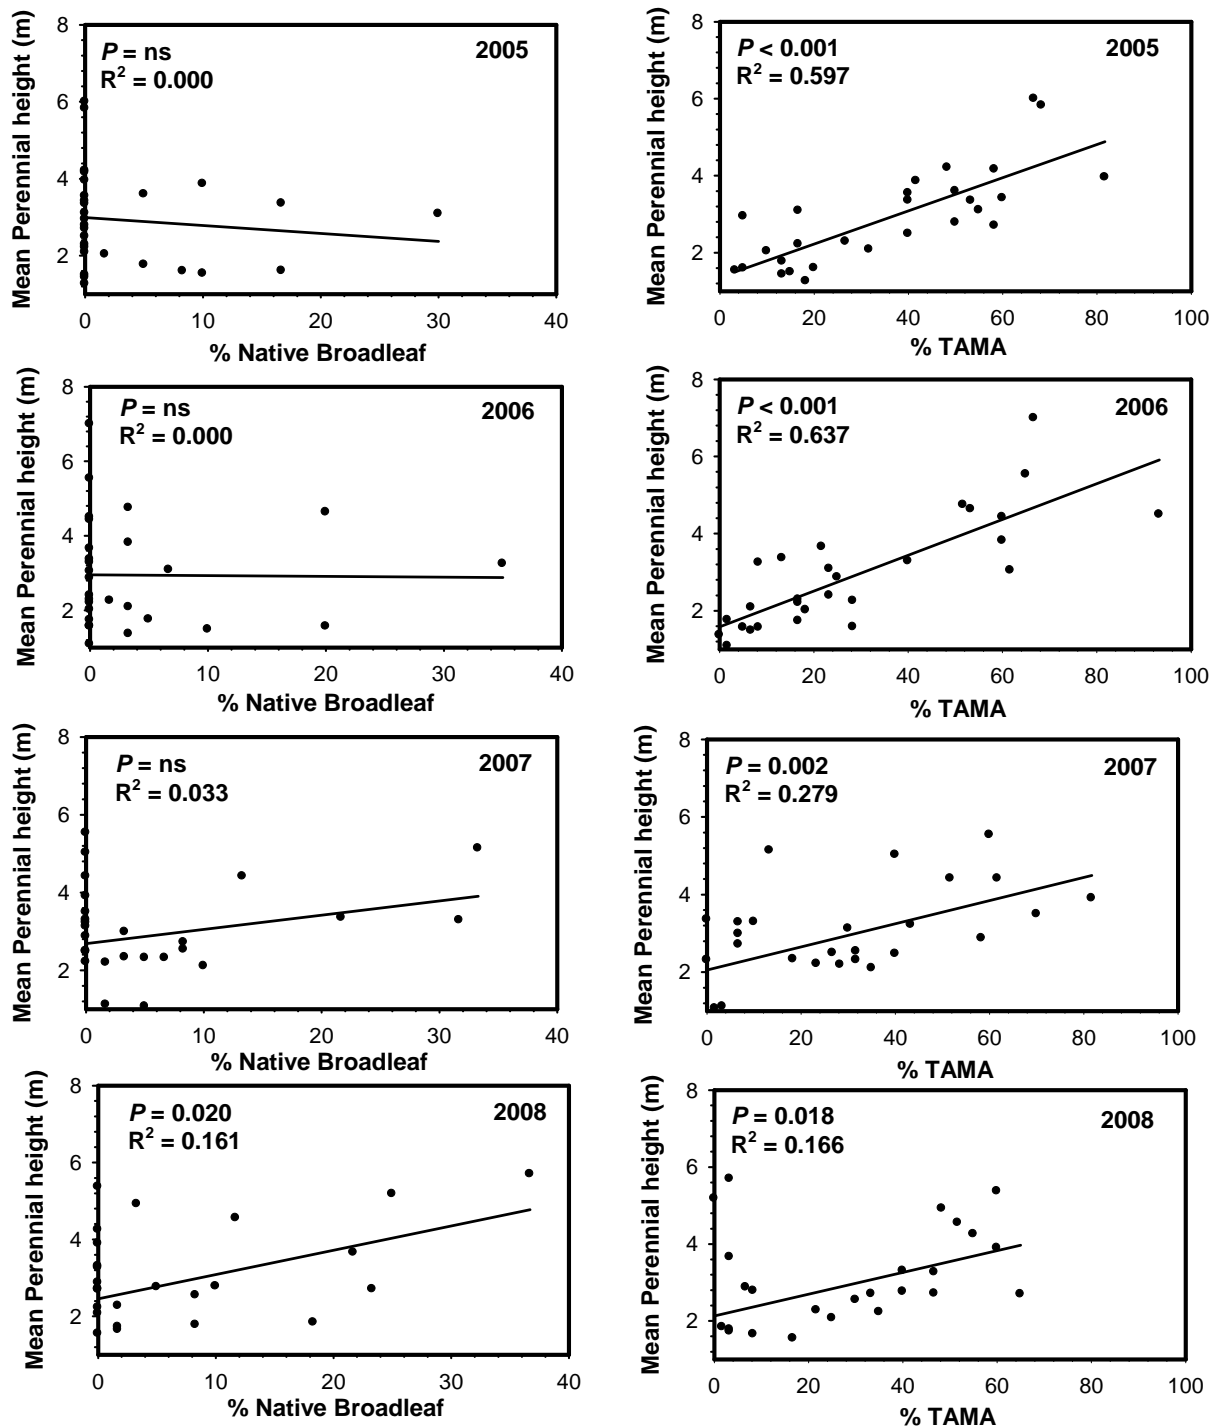 P = ns
R² = 0.000
2005
Mean Perennial height (m)
8
6
4
2
0 10 20 30 40
% Native Broadleaf
P < 0.001
R² = 0.597
2005
Mean Perennial height (m)
8
6
4
2
0 20 40 60 80 100
% TAMA
P = ns
R² = 0.000
2006
Mean Perennial height (m)
8
6
4
2
0 10 20 30 40
% Native Broadleaf
P < 0.001
R² = 0.637
2006
Mean Perennial height (m)
8
6
4
2
0 20 40 60 80 100
% TAMA
P = ns
R² = 0.033
2007
Mean Perennial height (m)
8
6
4
2
0 10 20 30 40
% Native Broadleaf
P = 0.002
R² = 0.279
2007
Mean Perennial height (m)
8
6
4
2
0 20 40 60 80 100
% TAMA
P = 0.020
R² = 0.161
2008
Mean Perennial height (m)
8
6
4
2
0 10 20 30 40
% Native Broadleaf
P = 0.018
R² = 0.166
2008
Mean Perennial height (m)
8
6
4
2
0 20 40 60 80 100
% TAMA